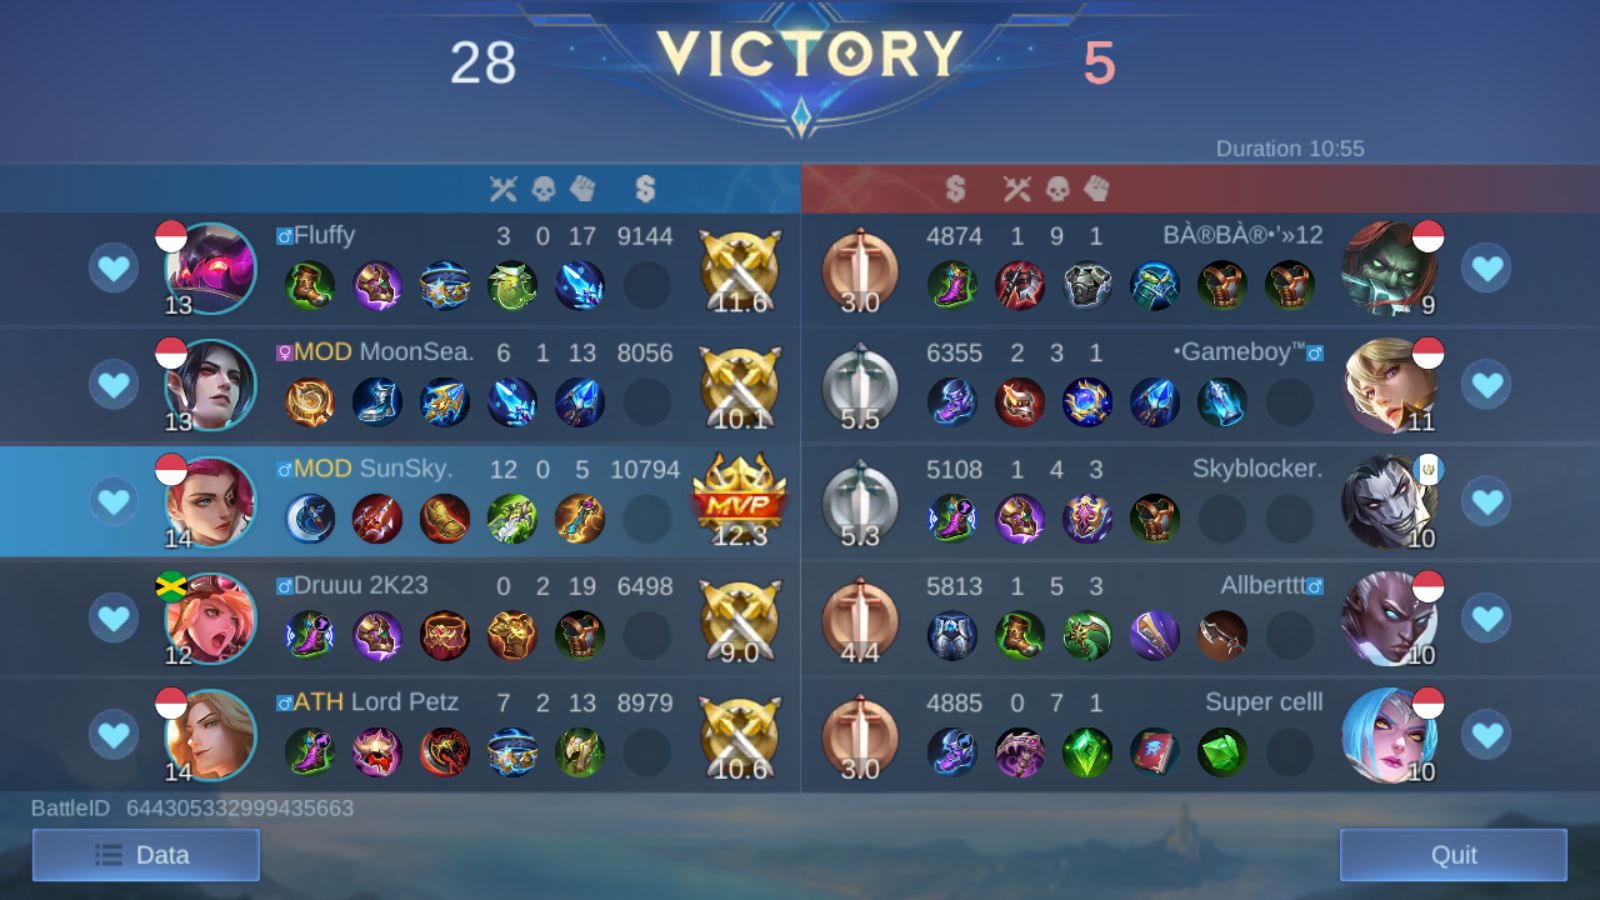 28 VICTORY 5
Duration 10:55
Fluffy 3 0 17 9144
13 11.6
MOD MoonSea. 6 1 13 8056
13 10.1
MOD SunSky. 12 0 5 10794
MVP
14 12.3
Druuu 2K23 0 2 19 6498
12 9.0
ATH Lord Petz 7 2 13 8979
14 10.6
4874 1 9 1 BÀ®BÀ®•'»12
3.0 9
6355 2 3 1 •Gameboy™
5.5 11
5108 1 4 3 Skyblocker.
5.3 10
5813 1 5 3 Allberttt
4.4 10
4885 0 7 1 Super celll
3.0 10
BattleID 644305332999435663
Data
Quit